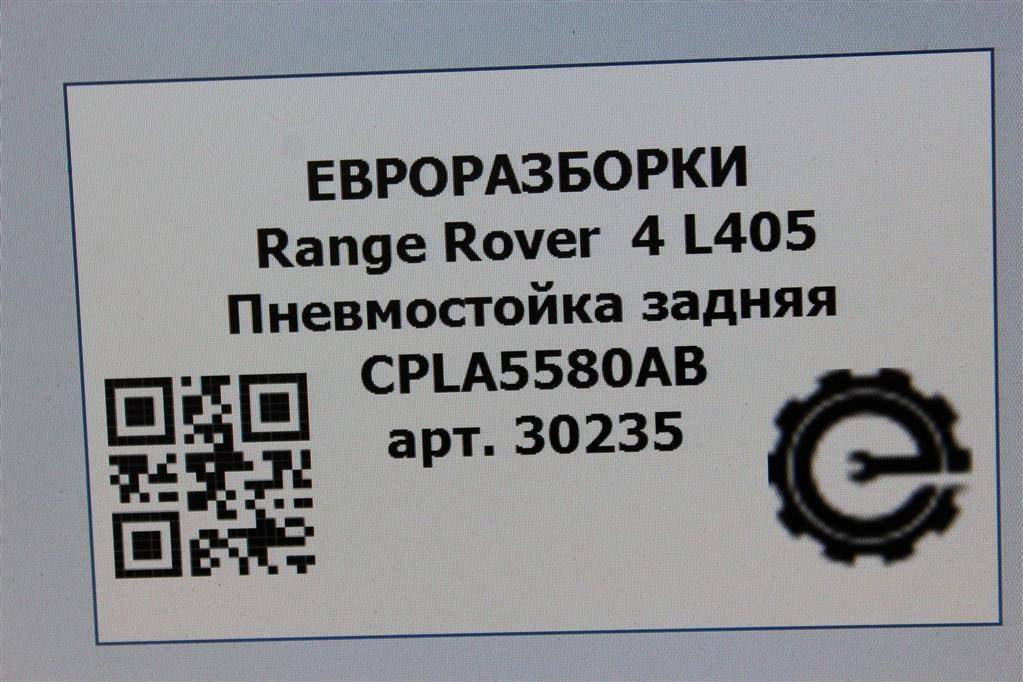 ЕВРОРАЗБОРКИ
Range Rover 4 L405
Пневмостойка задняя
CPLA5580AB
арт. 30235